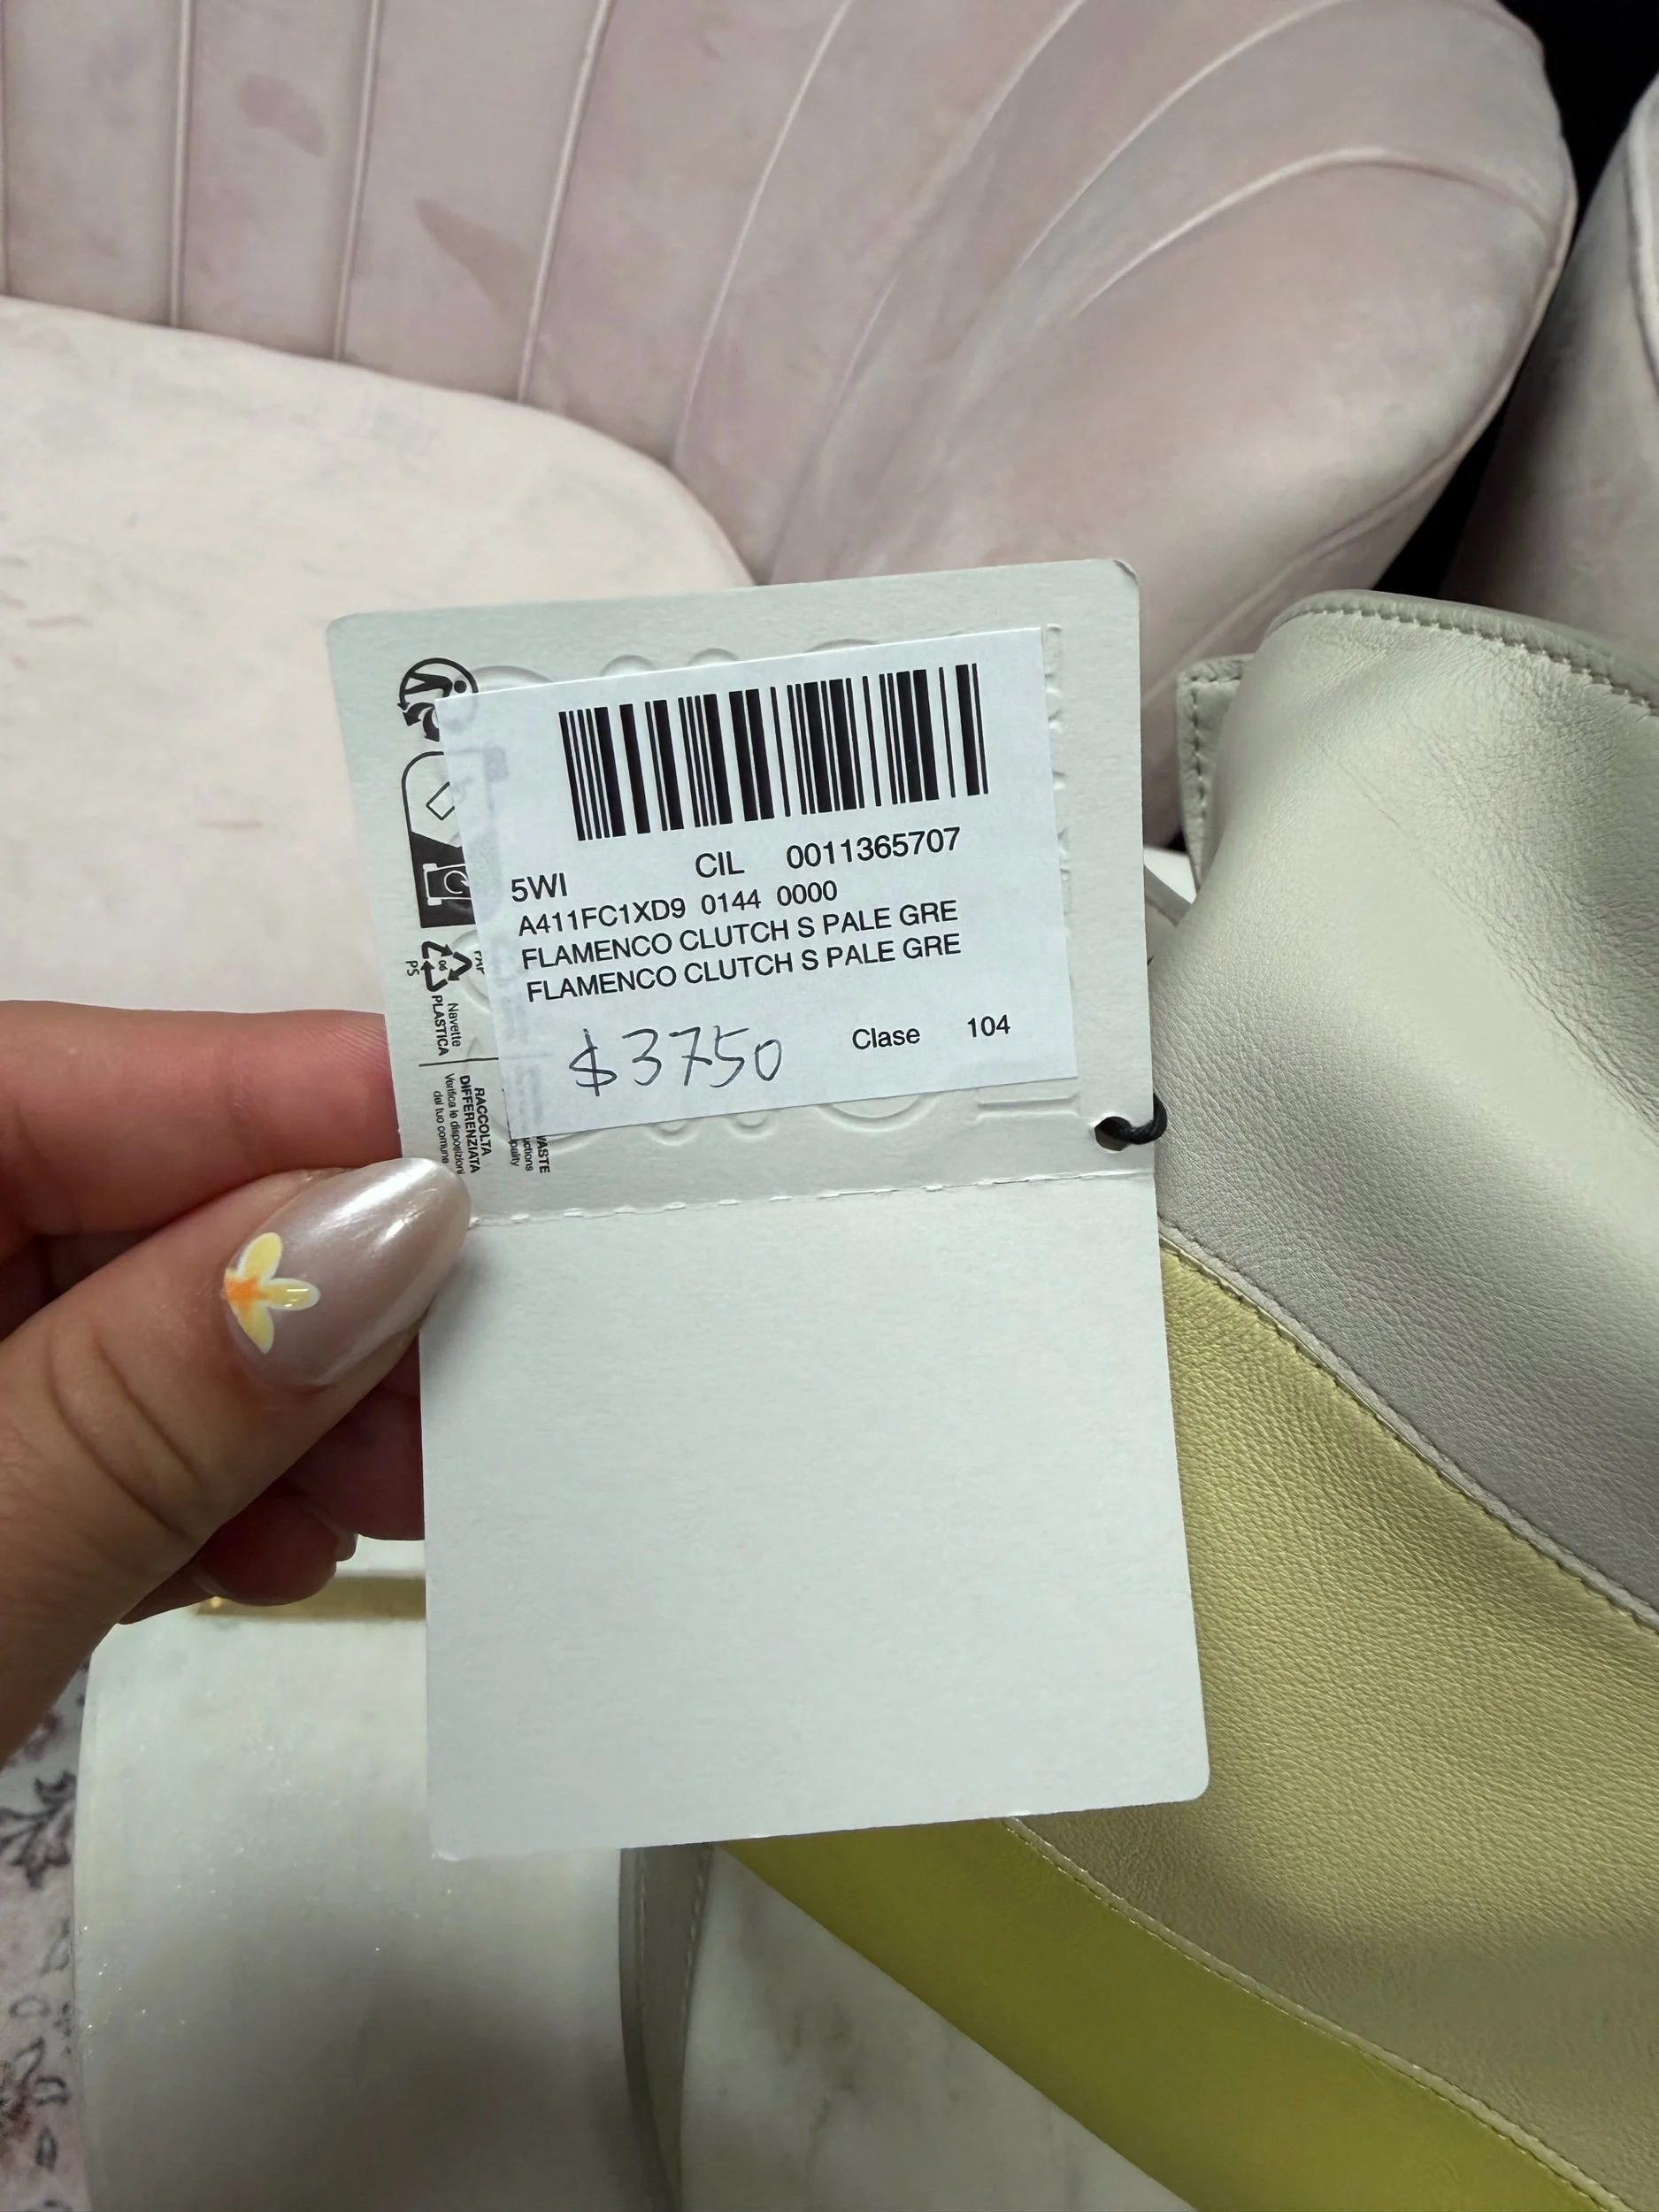 5WI CIL 0011365707
A411FC1XD9 0144 0000
FLAMENCO CLUTCH S PALE GRE
FLAMENCO CLUTCH S PALE GRE
$3750 Clase 104
06
PS
Navette
PLASTICA
RACCOLTA
DIFFERENZIATA
Verifica le disposizioni
del tuo comune